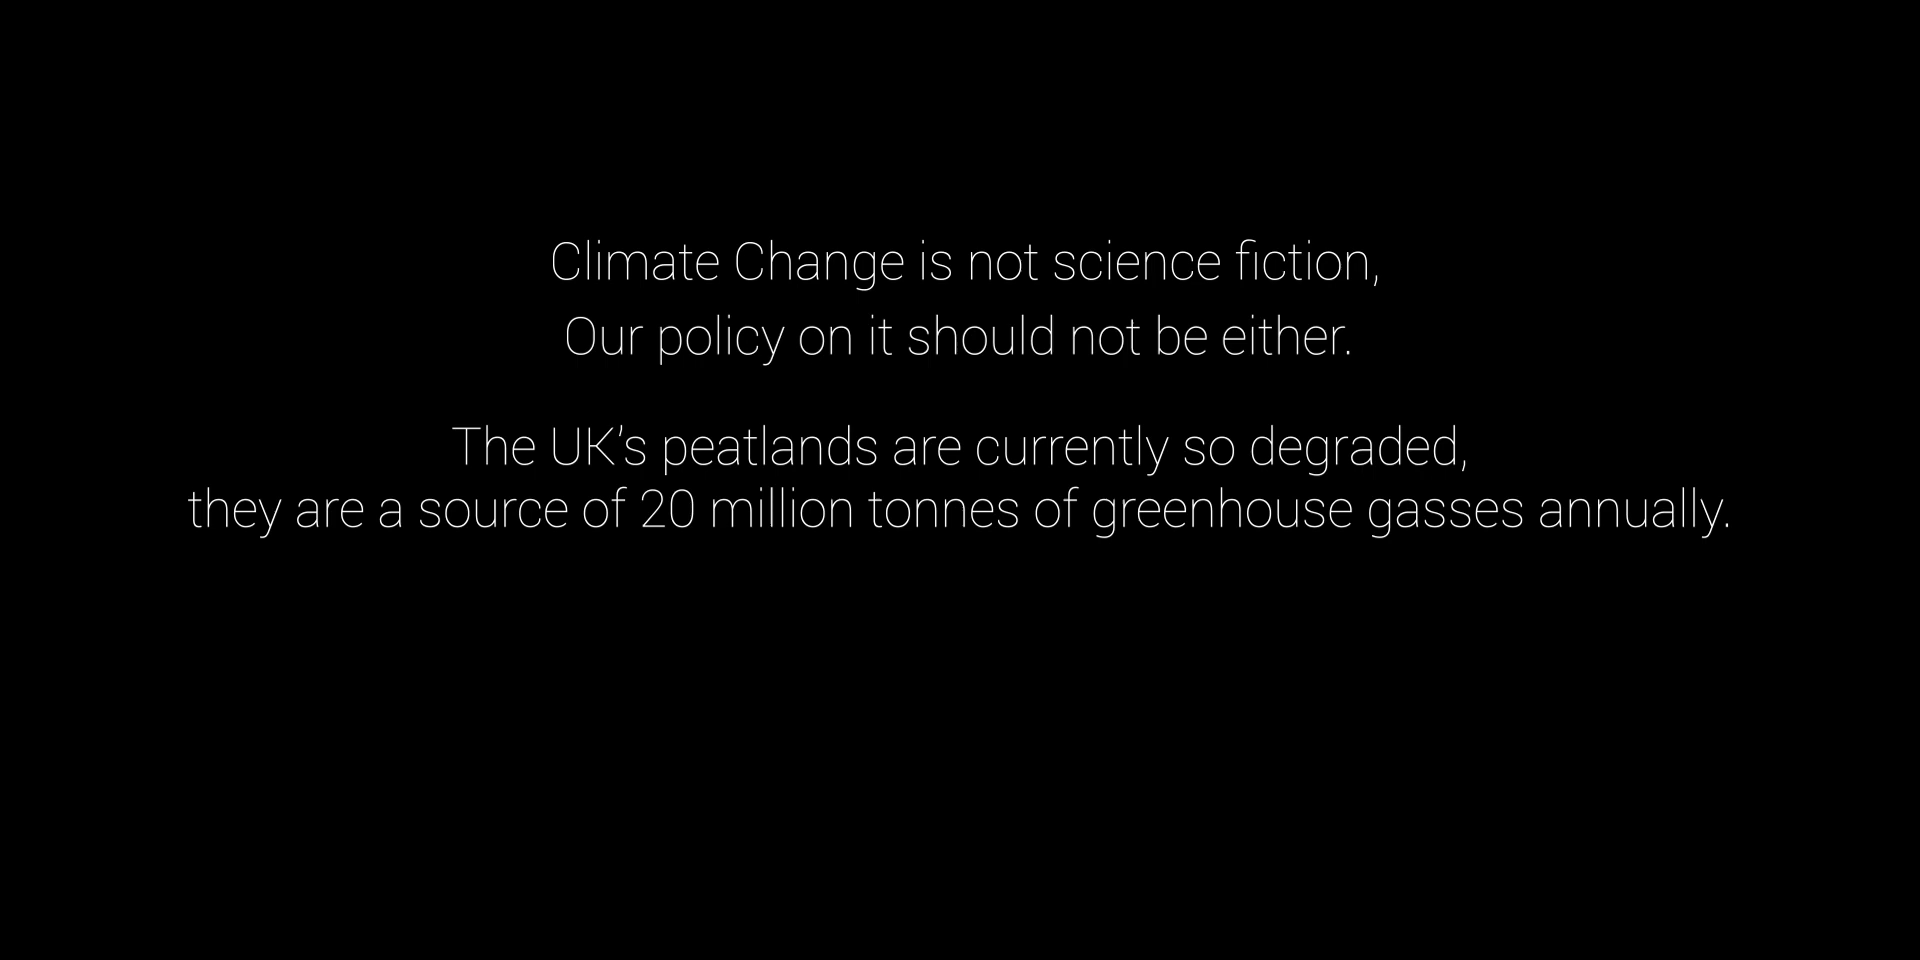 Climate Change is not science fiction,
Our policy on it should not be either.
The UK's peatlands are currently so degraded,
they are a source of 20 million tonnes of greenhouse gasses annually.